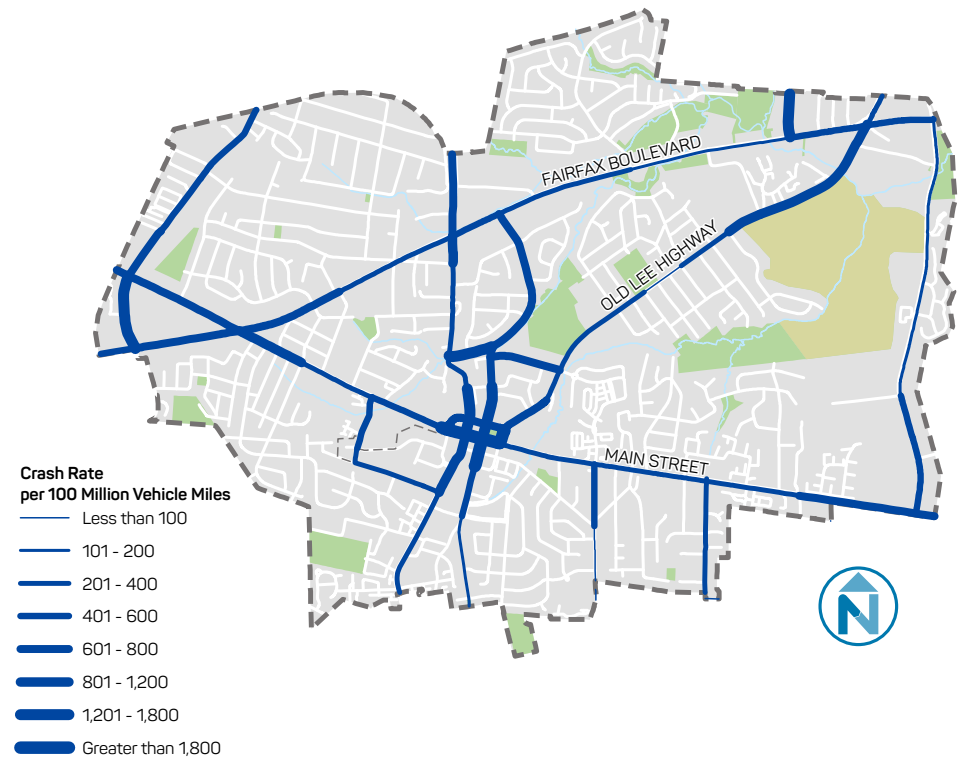 FAIRFAX BOULEVARD
OLD LEE HIGHWAY
MAIN STREET
Crash Rate
per 100 Million Vehicle Miles
Less than 100
101 - 200
201 - 400
401 - 600
601 - 800
801 - 1,200
1,201 - 1,800
Greater than 1,800
N